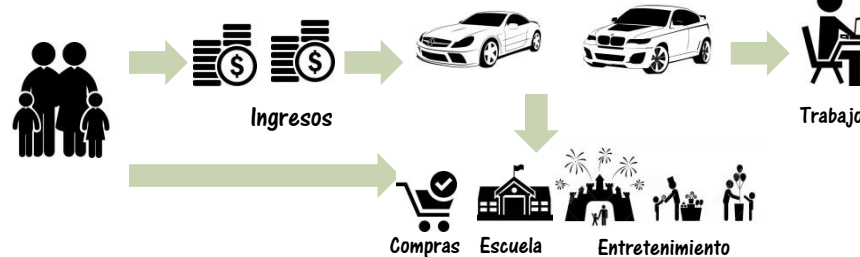 Ingresos
Trabajo
Compras
Escuela
Entretenimiento